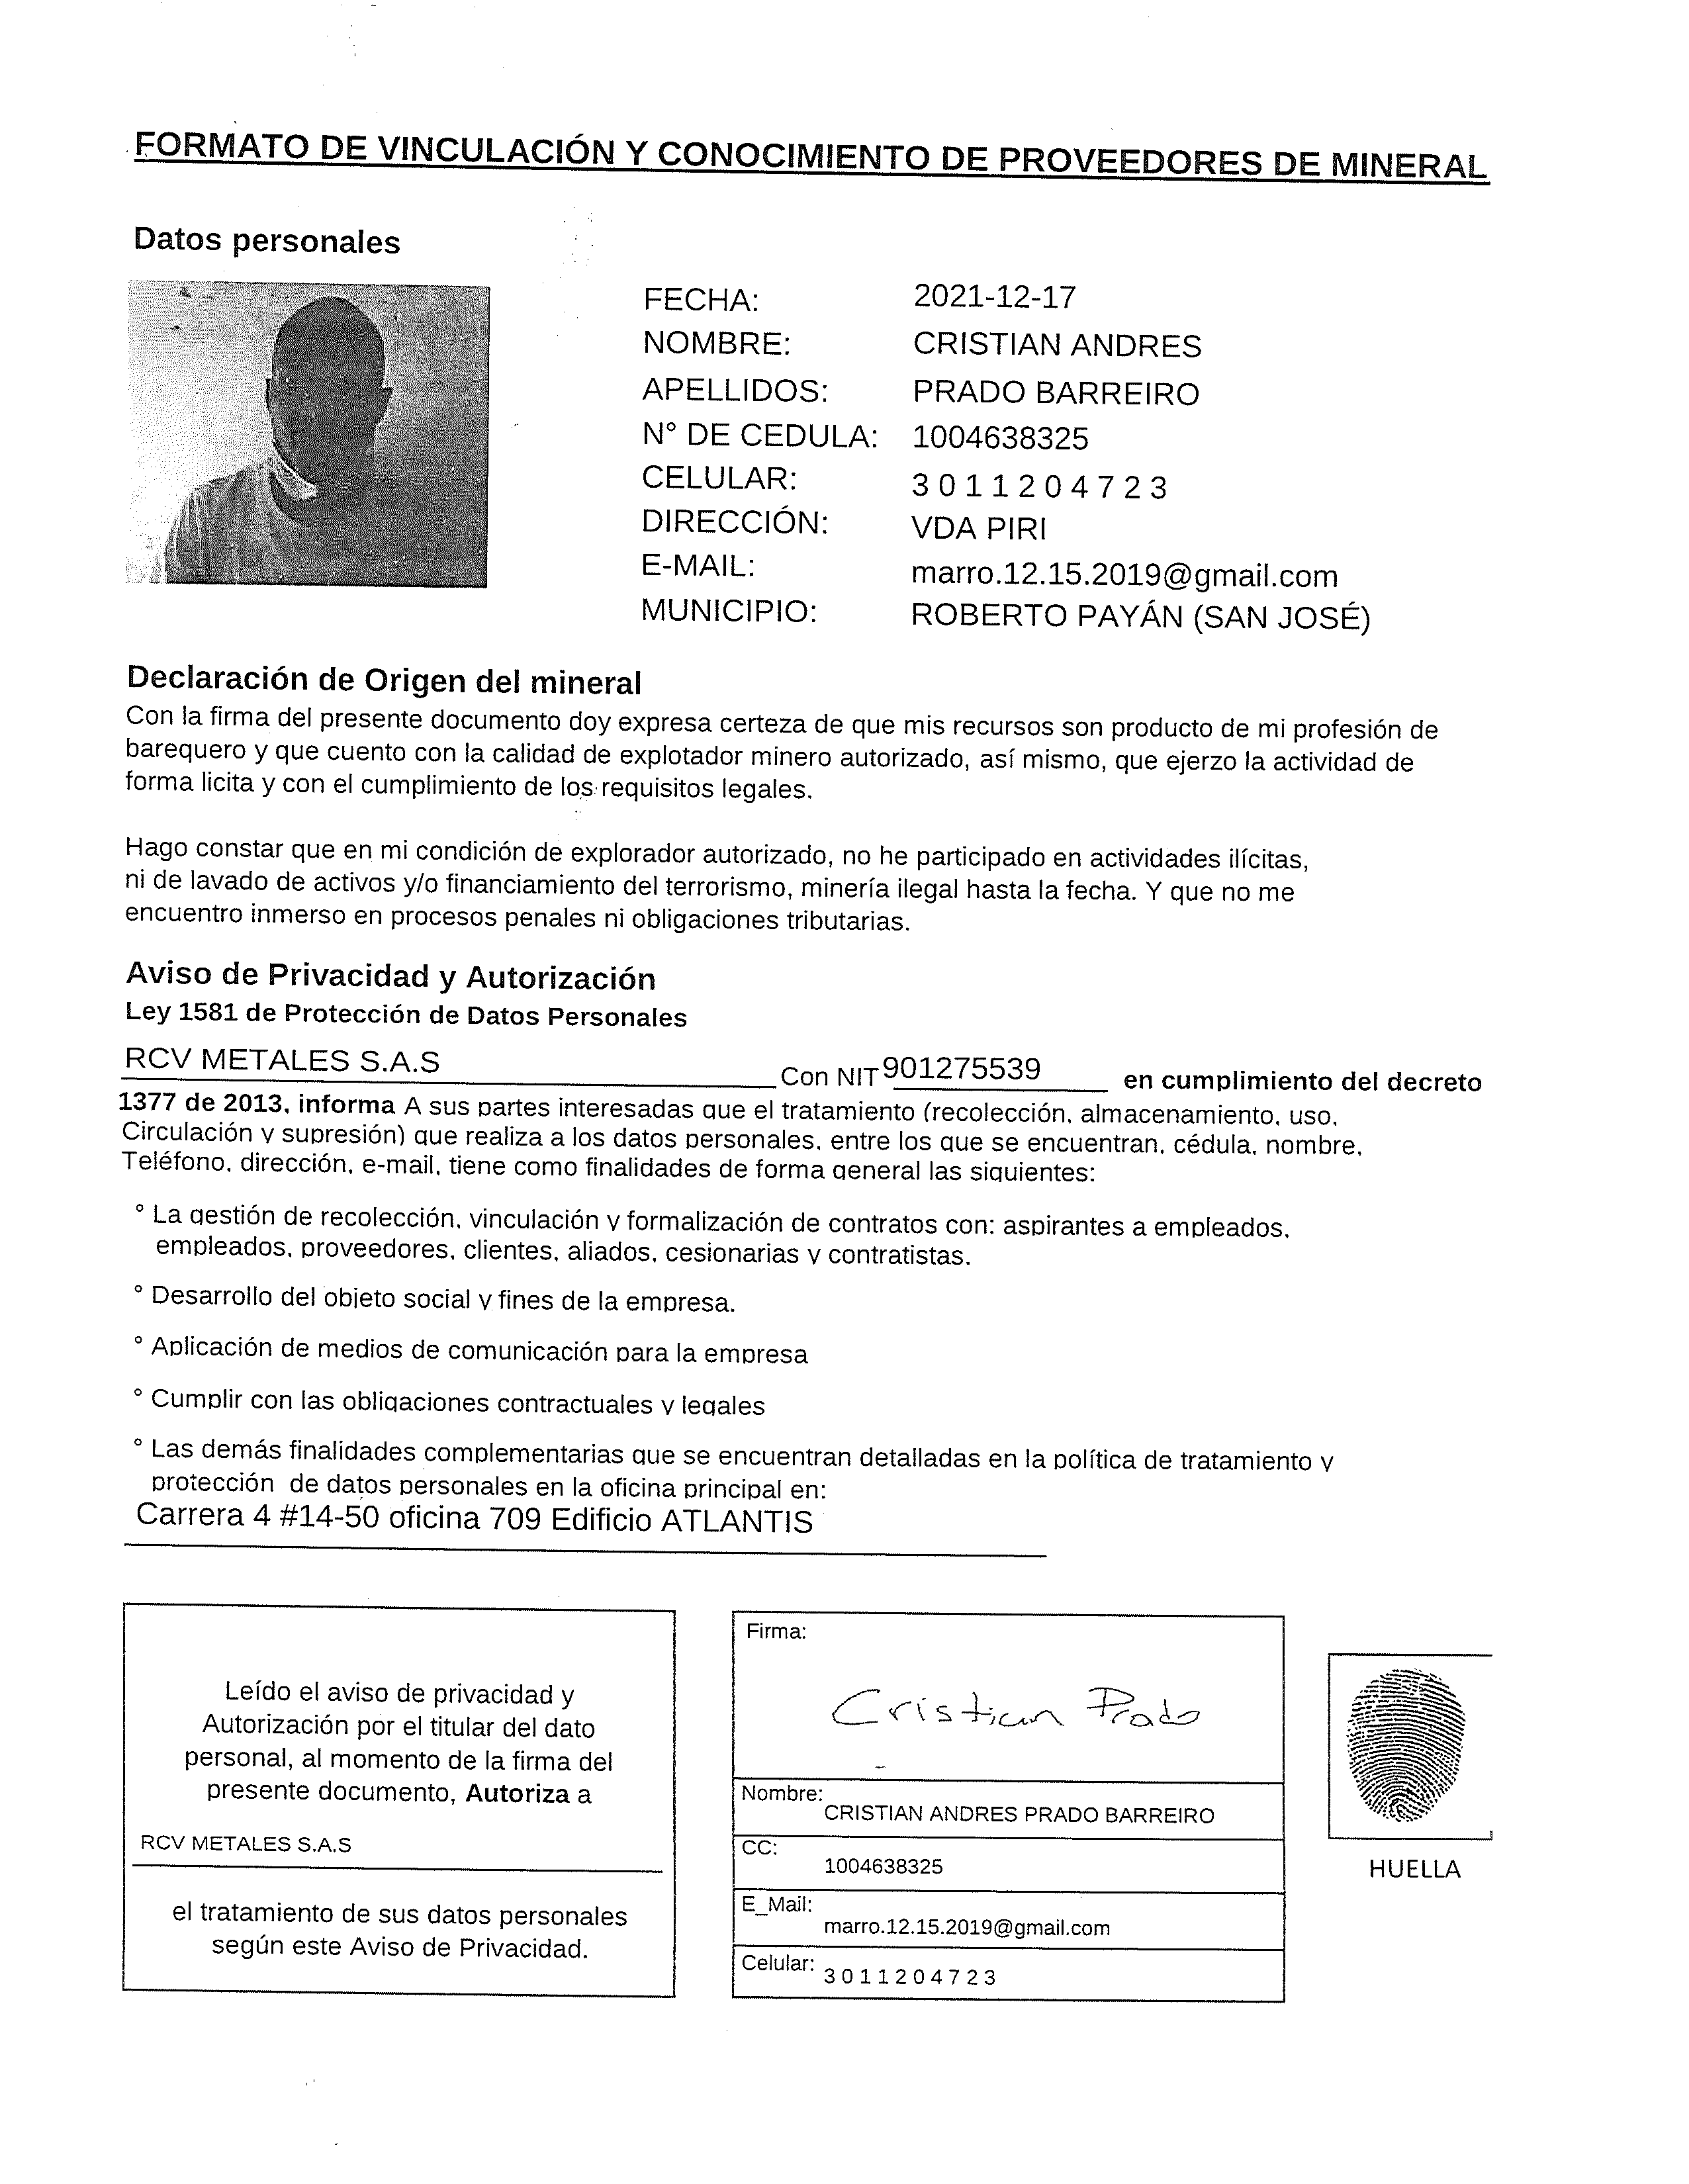 FORMATO DE VINCULACIÓN Y CONOCIMIENTO DE PROVEEDORES DE MINERAL
Datos personales
FECHA: 2021-12-17
NOMBRE: CRISTIAN ANDRES
APELLIDOS: PRADO BARREIRO
N° DE CEDULA: 1004638325
CELULAR: 3 0 1 1 2 0 4 7 2 3
DIRECCIÓN: VDA PIRI
E-MAIL: marro.12.15.2019@gmail.com
MUNICIPIO: ROBERTO PAYÁN (SAN JOSÉ)
Declaración de Origen del mineral
Con la firma del presente documento doy expresa certeza de que mis recursos son producto de mi profesión de
barequero y que cuento con la calidad de explotador minero autorizado, así mismo, que ejerzo la actividad de
forma licita y con el cumplimiento de los requisitos legales.
Hago constar que en mi condición de explorador autorizado, no he participado en actividades ilícitas,
ni de lavado de activos y/o financiamiento del terrorismo, minería ilegal hasta la fecha. Y que no me
encuentro inmerso en procesos penales ni obligaciones tributarias.
Aviso de Privacidad y Autorización
Ley 1581 de Protección de Datos Personales
RCV METALES S.A.S Con NIT 901275539 en cumplimiento del decreto
1377 de 2013, informa A sus partes interesadas que el tratamiento (recolección, almacenamiento, uso,
Circulación y supresión) que realiza a los datos personales, entre los que se encuentran, cédula, nombre,
Teléfono, dirección, e-mail, tiene como finalidades de forma general las siguientes:
° La gestión de recolección, vinculación y formalización de contratos con: aspirantes a empleados,
empleados, proveedores, clientes, aliados, cesionarias y contratistas.
° Desarrollo del objeto social y fines de la empresa.
° Aplicación de medios de comunicación para la empresa
° Cumplir con las obligaciones contractuales y legales
° Las demás finalidades complementarias que se encuentran detalladas en la política de tratamiento y
protección de datos personales en la oficina principal en:
Carrera 4 #14-50 oficina 709 Edificio ATLANTIS
Leído el aviso de privacidad y
Autorización por el titular del dato
personal, al momento de la firma del
presente documento, Autoriza a
RCV METALES S.A.S
el tratamiento de sus datos personales
según este Aviso de Privacidad.
Firma:
Cristian Prado
Nombre:
CRISTIAN ANDRES PRADO BARREIRO
CC:
1004638325
E_Mail:
marro.12.15.2019@gmail.com
Celular: 3 0 1 1 2 0 4 7 2 3
HUELLA